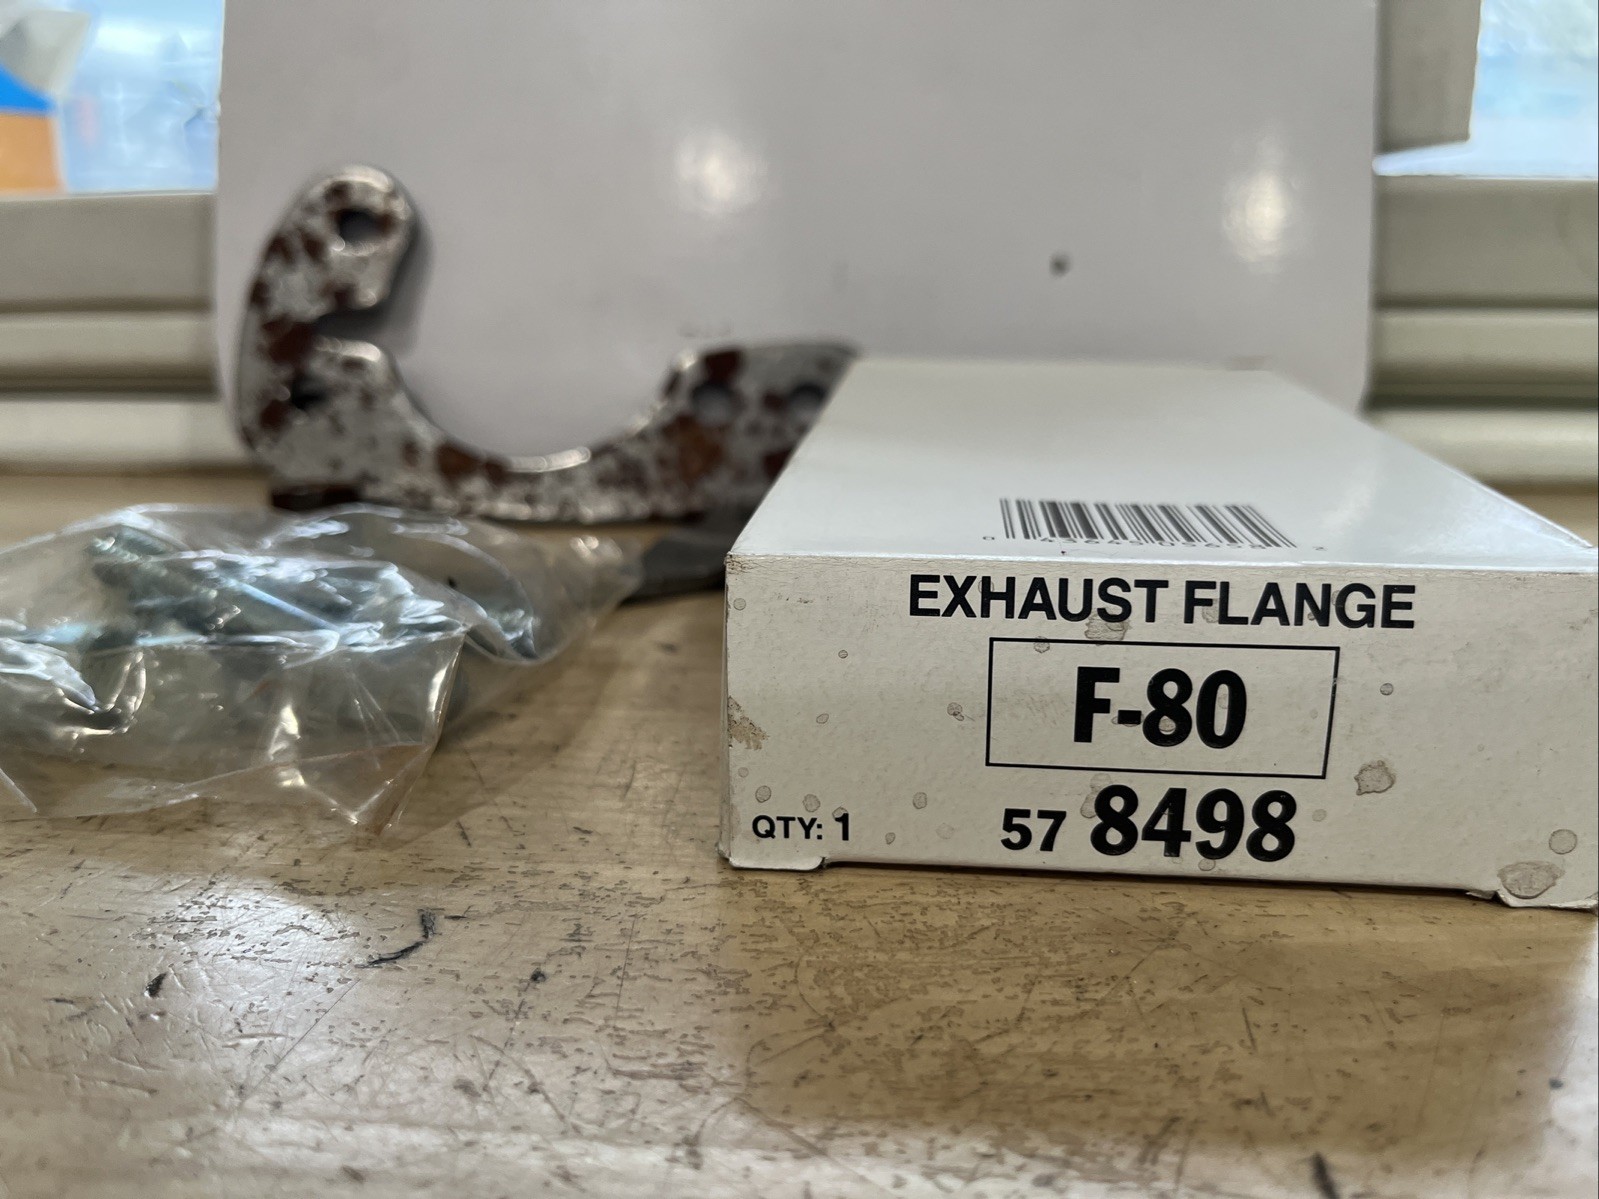 EXHAUST FLANGE
F-80
QTY: 1
57 8498